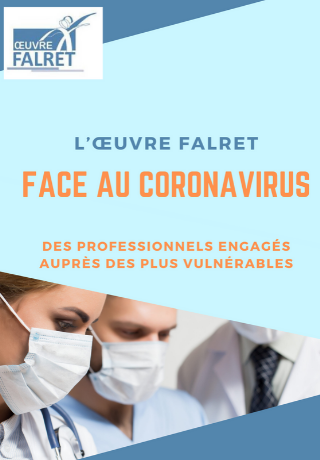 ŒUVRE
FALRET
L'ŒUVRE FALRET
FACE AU CORONAVIRUS
DES PROFESSIONNELS ENGAGÉS
AUPRÈS DES PLUS VULNÉRABLES